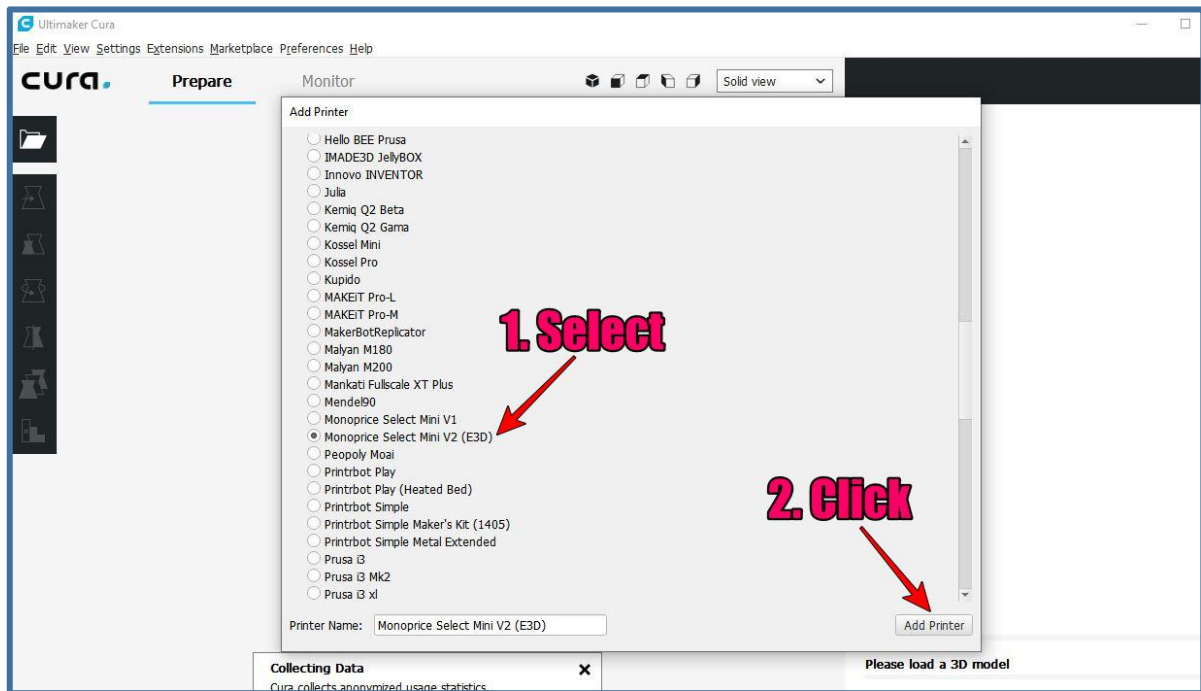 Ultimaker Cura
File Edit View Settings Extensions Marketplace Preferences Help
cura.
Prepare
Monitor
Solid view
Add Printer
Hello BEE Prusa
IMADE3D JellyBOX
Innovo INVENTOR
Julia
Kemiq Q2 Beta
Kemiq Q2 Gama
Kossel Mini
Kossel Pro
Kupido
MAKEiT Pro-L
MAKEiT Pro-M
MakerBotReplicator
Malyan M180
Malyan M200
Mankati Fullscale XT Plus
Mendel90
Monoprice Select Mini V1
Monoprice Select Mini V2 (E3D)
Peopoly Moai
Printrbot Play
Printrbot Play (Heated Bed)
Printrbot Simple
Printrbot Simple Maker's Kit (1405)
Printrbot Simple Metal Extended
Prusa i3
Prusa i3 Mk2
Prusa i3 xl
1. Select
2. Click
Printer Name: Monoprice Select Mini V2 (E3D)
Add Printer
Collecting Data
Cura collects anonymized usage statistics
Please load a 3D model